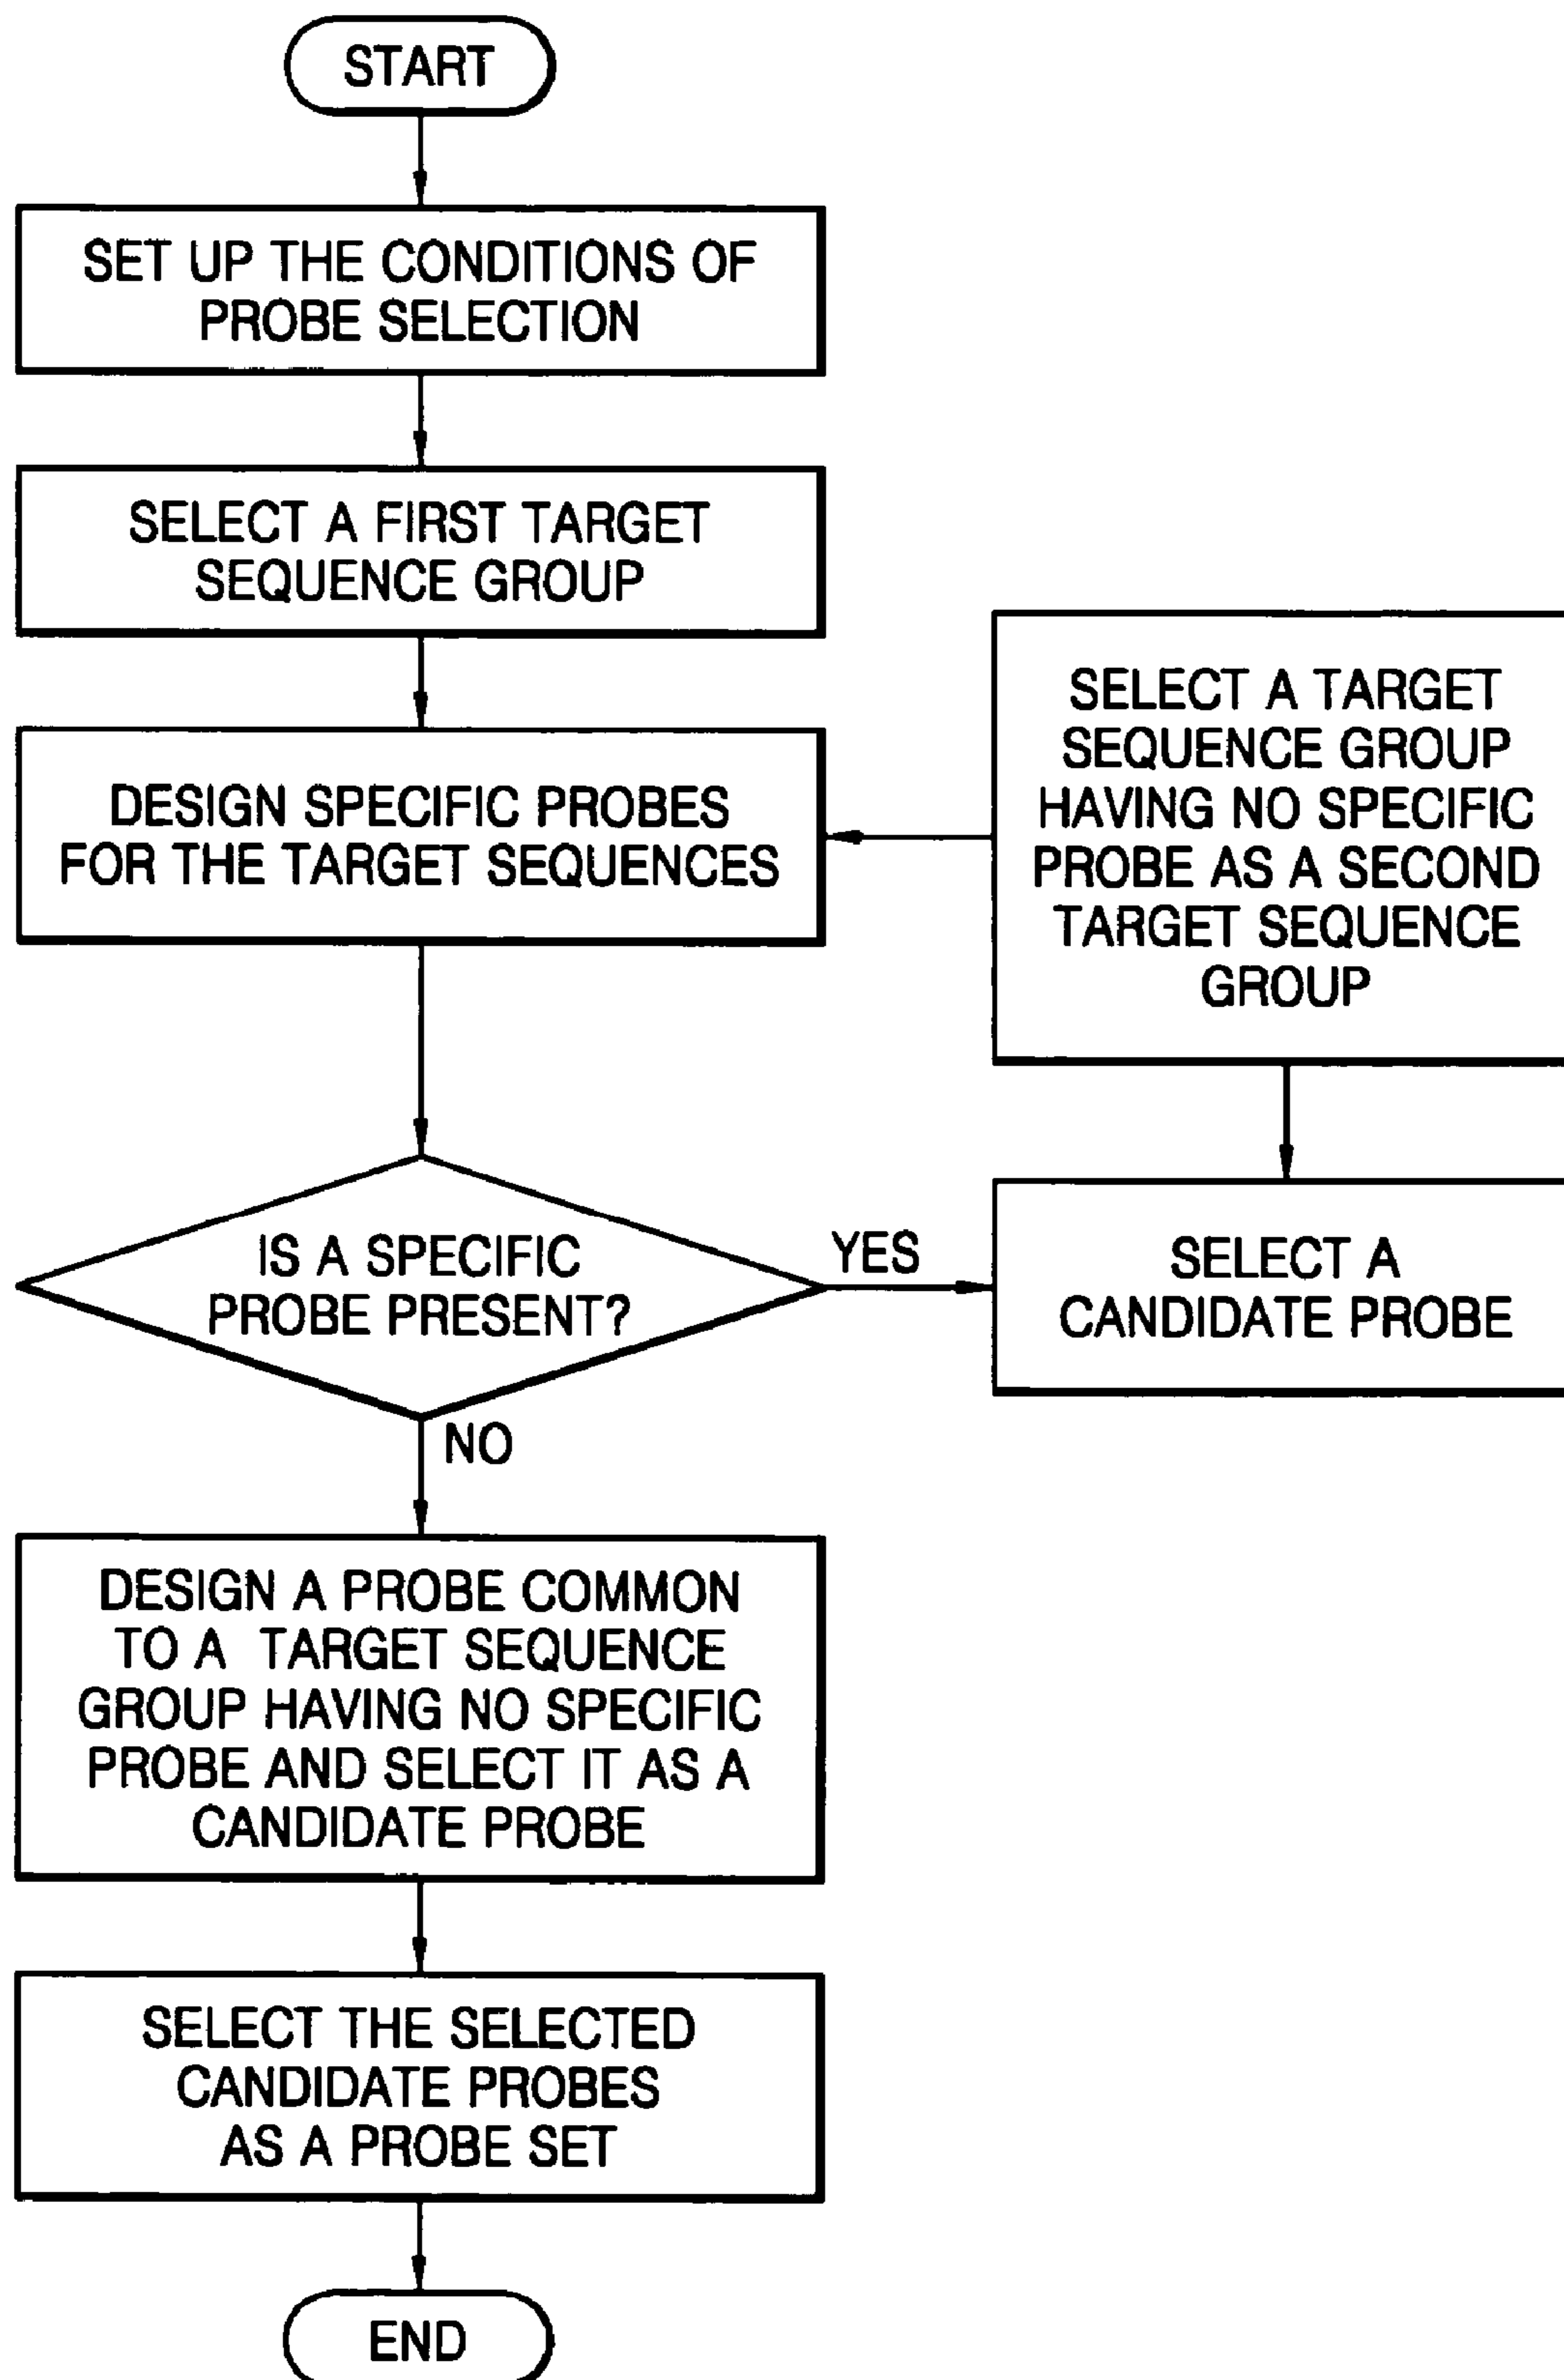 START
SET UP THE CONDITIONS OF
PROBE SELECTION
SELECT A FIRST TARGET
SEQUENCE GROUP
DESIGN SPECIFIC PROBES
FOR THE TARGET SEQUENCES
SELECT A TARGET
SEQUENCE GROUP
HAVING NO SPECIFIC
PROBE AS A SECOND
TARGET SEQUENCE
GROUP
IS A SPECIFIC
PROBE PRESENT?
YES
SELECT A
CANDIDATE PROBE
NO
DESIGN A PROBE COMMON
TO A TARGET SEQUENCE
GROUP HAVING NO SPECIFIC
PROBE AND SELECT IT AS A
CANDIDATE PROBE
SELECT THE SELECTED
CANDIDATE PROBES
AS A PROBE SET
END